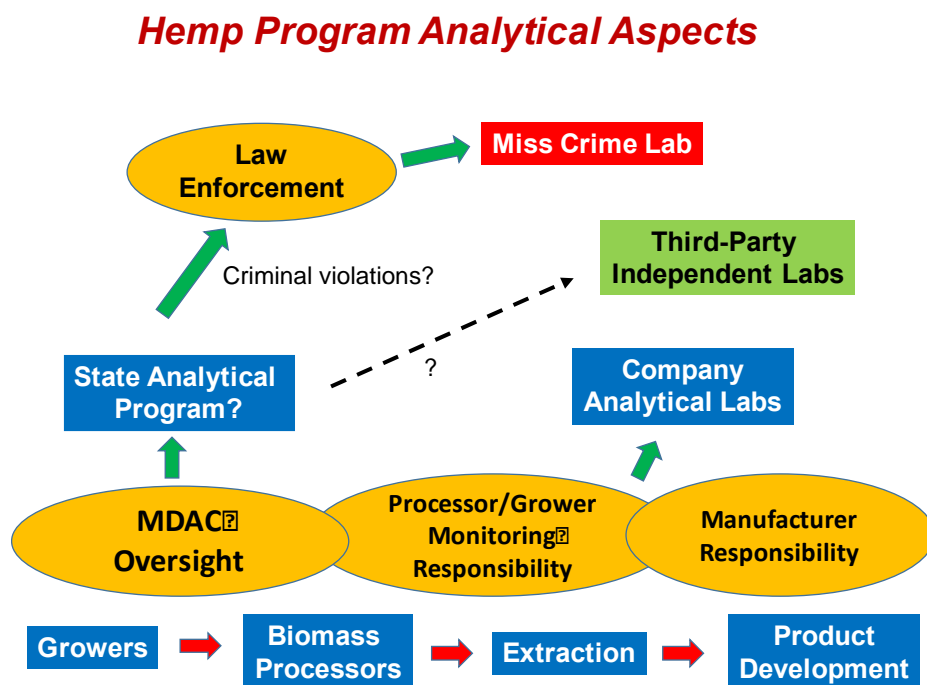 Hemp Program Analytical Aspects
Law
Enforcement
Miss Crime Lab
Third-Party
Independent Labs
Criminal violations?
?
State Analytical
Program?
Company
Analytical Labs
MDAC⍰
Oversight
Processor/Grower
Monitoring⍰
Responsibility
Manufacturer
Responsibility
Growers
Biomass
Processors
Extraction
Product
Development